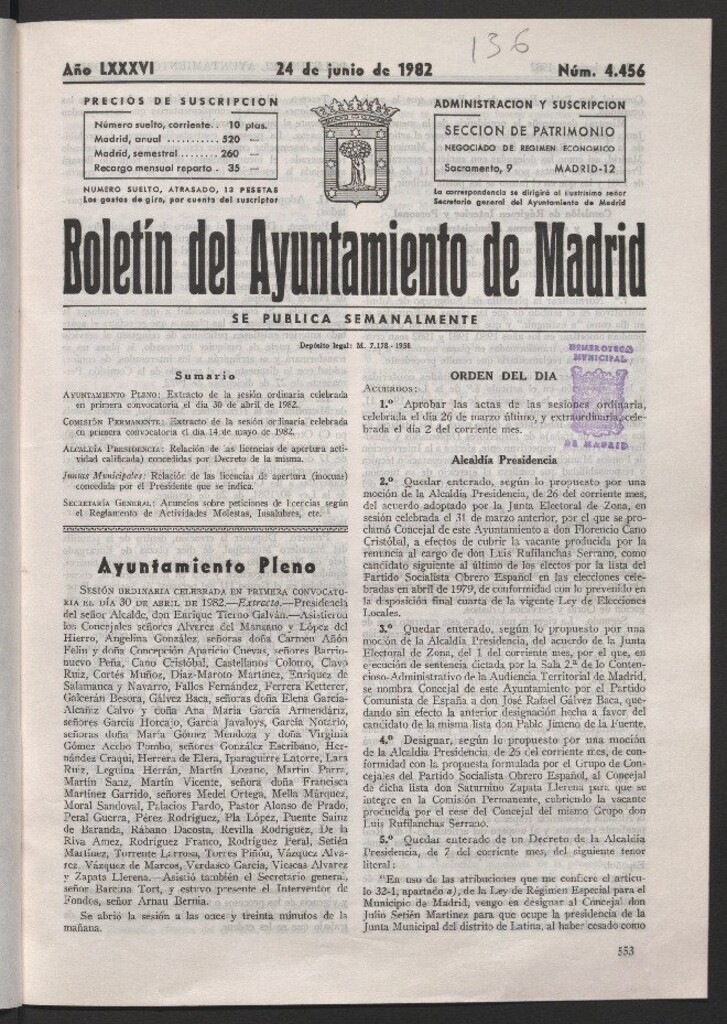 136
Año LXXXVI 24 de junio de 1982 Núm. 4.456
PRECIOS DE SUSCRIPCION
Número suelto, corriente.. 10 ptas.
Madrid, anual ........... 520 —
Madrid, semestral ........ 260 —
Recargo mensual reparto . 35 —
NUMERO SUELTO, ATRASADO, 13 PESETAS
Los gastos de giro, por cuenta del suscriptor
ADMINISTRACION Y SUSCRIPCION
SECCION DE PATRIMONIO
NEGOCIADO DE REGIMEN ECONOMICO
Sacramento, 9 MADRID-12
La correspondencia se dirigirá al ilustrísimo señor
Secretario general del Ayuntamiento de Madrid
Boletín del Ayuntamiento de Madrid
SE PUBLICA SEMANALMENTE
Depósito legal: M. 7.178 - 1958
Sumario
AYUNTAMIENTO PLENO: Extracto de la sesión ordinaria celebrada
en primera convocatoria el día 30 de abril de 1982.
COMISIÓN PERMANENTE: Extracto de la sesión ordinaria celebrada
en primera convocatoria el día 14 de mayo de 1982.
ALCALDÍA PRESIDENCIA: Relación de las licencias de apertura acti-
vidad calificada) concedidas por Decreto de la misma.
Juntas Municipales: Relación de las licencias de apertura (inocuas)
concedida por el Presidente que se indica.
SECRETARÍA GENERAL: Anuncios sobre peticiones de licencias según
el Reglamento de Actividades Molestas, Insalubres, etc.
Ayuntamiento Pleno
SESIÓN ORDINARIA CELEBRADA EN PRIMERA CONVOCATO-
RIA EL DÍA 30 DE ABRIL DE 1982.—Extracto.—Presidencia
del señor Alcalde, don Enrique Tierno Galván.—Asistieron
los Concejales señores Alvarez del Manzano y López del
Hierro, Angelina González, señoras doña Carmen Añón
Feliu y doña Concepción Aparicio Cuevas, señores Barrio-
nuevo Peña, Cano Cristóbal, Castellanos Colomo, Clavo
Ruiz, Cortés Muñoz, Díaz-Maroto Martínez, Enríquez de
Salamanca y Navarro, Fallos Fernández, Ferrera Ketterer,
Galcerán Besora, Gálvez Baca, señoras doña Elena García-
Alcañiz Calvo y doña Ana María García Armendáriz,
señores García Horcajo, García Javaloys, García Notario,
señoras doña María Gómez Mendoza y doña Virginia
Gómez Acebo Pombo, señores González Escribano, Her-
nández Craqui, Herrera de Elera, Iparaguirre Latorre, Lara
Ruiz, Leguina Herrán, Martín Lozano, Martín Parra,
Martín Sanz, Martín Vicente, señora doña Francisca
Martínez Garrido, señores Medel Ortega, Mella Márquez,
Moral Sandoval, Palacios Pardo, Pastor Alonso de Prado,
Peral Guerra, Pérez Rodríguez, Pla López, Puente Sainz
de Baranda, Rábano Dacosta, Revilla Rodríguez, De la
Riva Amez, Rodríguez Franco, Rodríguez Peral, Setién
Martínez, Torrente Larrosa, Torres Piñón, Vázquez Alva-
rez, Vázquez de Marcos, Verdasco García, Viescas Alvarez
y Zapata Llerena.—Asistió también el Secretario general,
señor Barcina Tort, y estuvo presente el Interventor de
Fondos, señor Arnau Bernia.
Se abrió la sesión a las once y treinta minutos de la
mañana.
HEMEROTECA
MUNICIPAL
DE MADRID
ORDEN DEL DIA
ACUERDOS:
1.º Aprobar las actas de las sesiones ordinaria,
celebrada el día 26 de marzo último, y extraordinaria, cele-
brada el día 2 del corriente mes.
Alcaldía Presidencia
2.º Quedar enterado, según lo propuesto por una
moción de la Alcaldía Presidencia, de 26 del corriente mes,
del acuerdo adoptado por la Junta Electoral de Zona, en
sesión celebrada el 31 de marzo anterior, por el que se pro-
clamó Concejal de este Ayuntamiento a don Florencio Cano
Cristóbal, a efectos de cubrir la vacante producida por la
renuncia al cargo de don Luis Rufilanchas Serrano, como
candidato siguiente al último de los electos por la lista del
Partido Socialista Obrero Español en las elecciones cele-
bradas en abril de 1979, de conformidad con lo prevenido en
la disposición final cuarta de la vigente Ley de Elecciones
Locales.
3.º Quedar enterado, según lo propuesto por una
moción de la Alcaldía Presidencia, del acuerdo de la Junta
Electoral de Zona, del 1 del corriente mes, por el que, en
ejecución de sentencia dictada por la Sala 2.ª de lo Conten-
cioso-Administrativo de la Audiencia Territorial de Madrid,
se nombra Concejal de este Ayuntamiento por el Partido
Comunista de España a don José Rafael Gálvez Baca, que-
dando sin efecto la anterior designación hecha a favor del
candidato de la misma lista don Pablo Jimeno de la Fuente.
4.º Designar, según lo propuesto por una moción
de la Alcaldía Presidencia, de 26 del corriente mes, de con-
formidad con la propuesta formulada por el Grupo de Con-
cejales del Partido Socialista Obrero Español, al Concejal
de dicha lista don Saturnino Zapata Llerena para que se
integre en la Comisión Permanente, cubriendo la vacante
producida por el cese del Concejal del mismo Grupo don
Luis Rufilanchas Serrano.
5.º Quedar enterado de un Decreto de la Alcaldía
Presidencia, de 7 del corriente mes, del siguiente tenor
literal:
"En uso de las atribuciones que me confiere el artícu-
lo 32-1, apartado a), de la Ley de Régimen Especial para el
Municipio de Madrid, vengo en designar al Concejal don
Julio Setién Martínez para que ocupe la presidencia de la
Junta Municipal del distrito de Latina, al haber cesado como
553